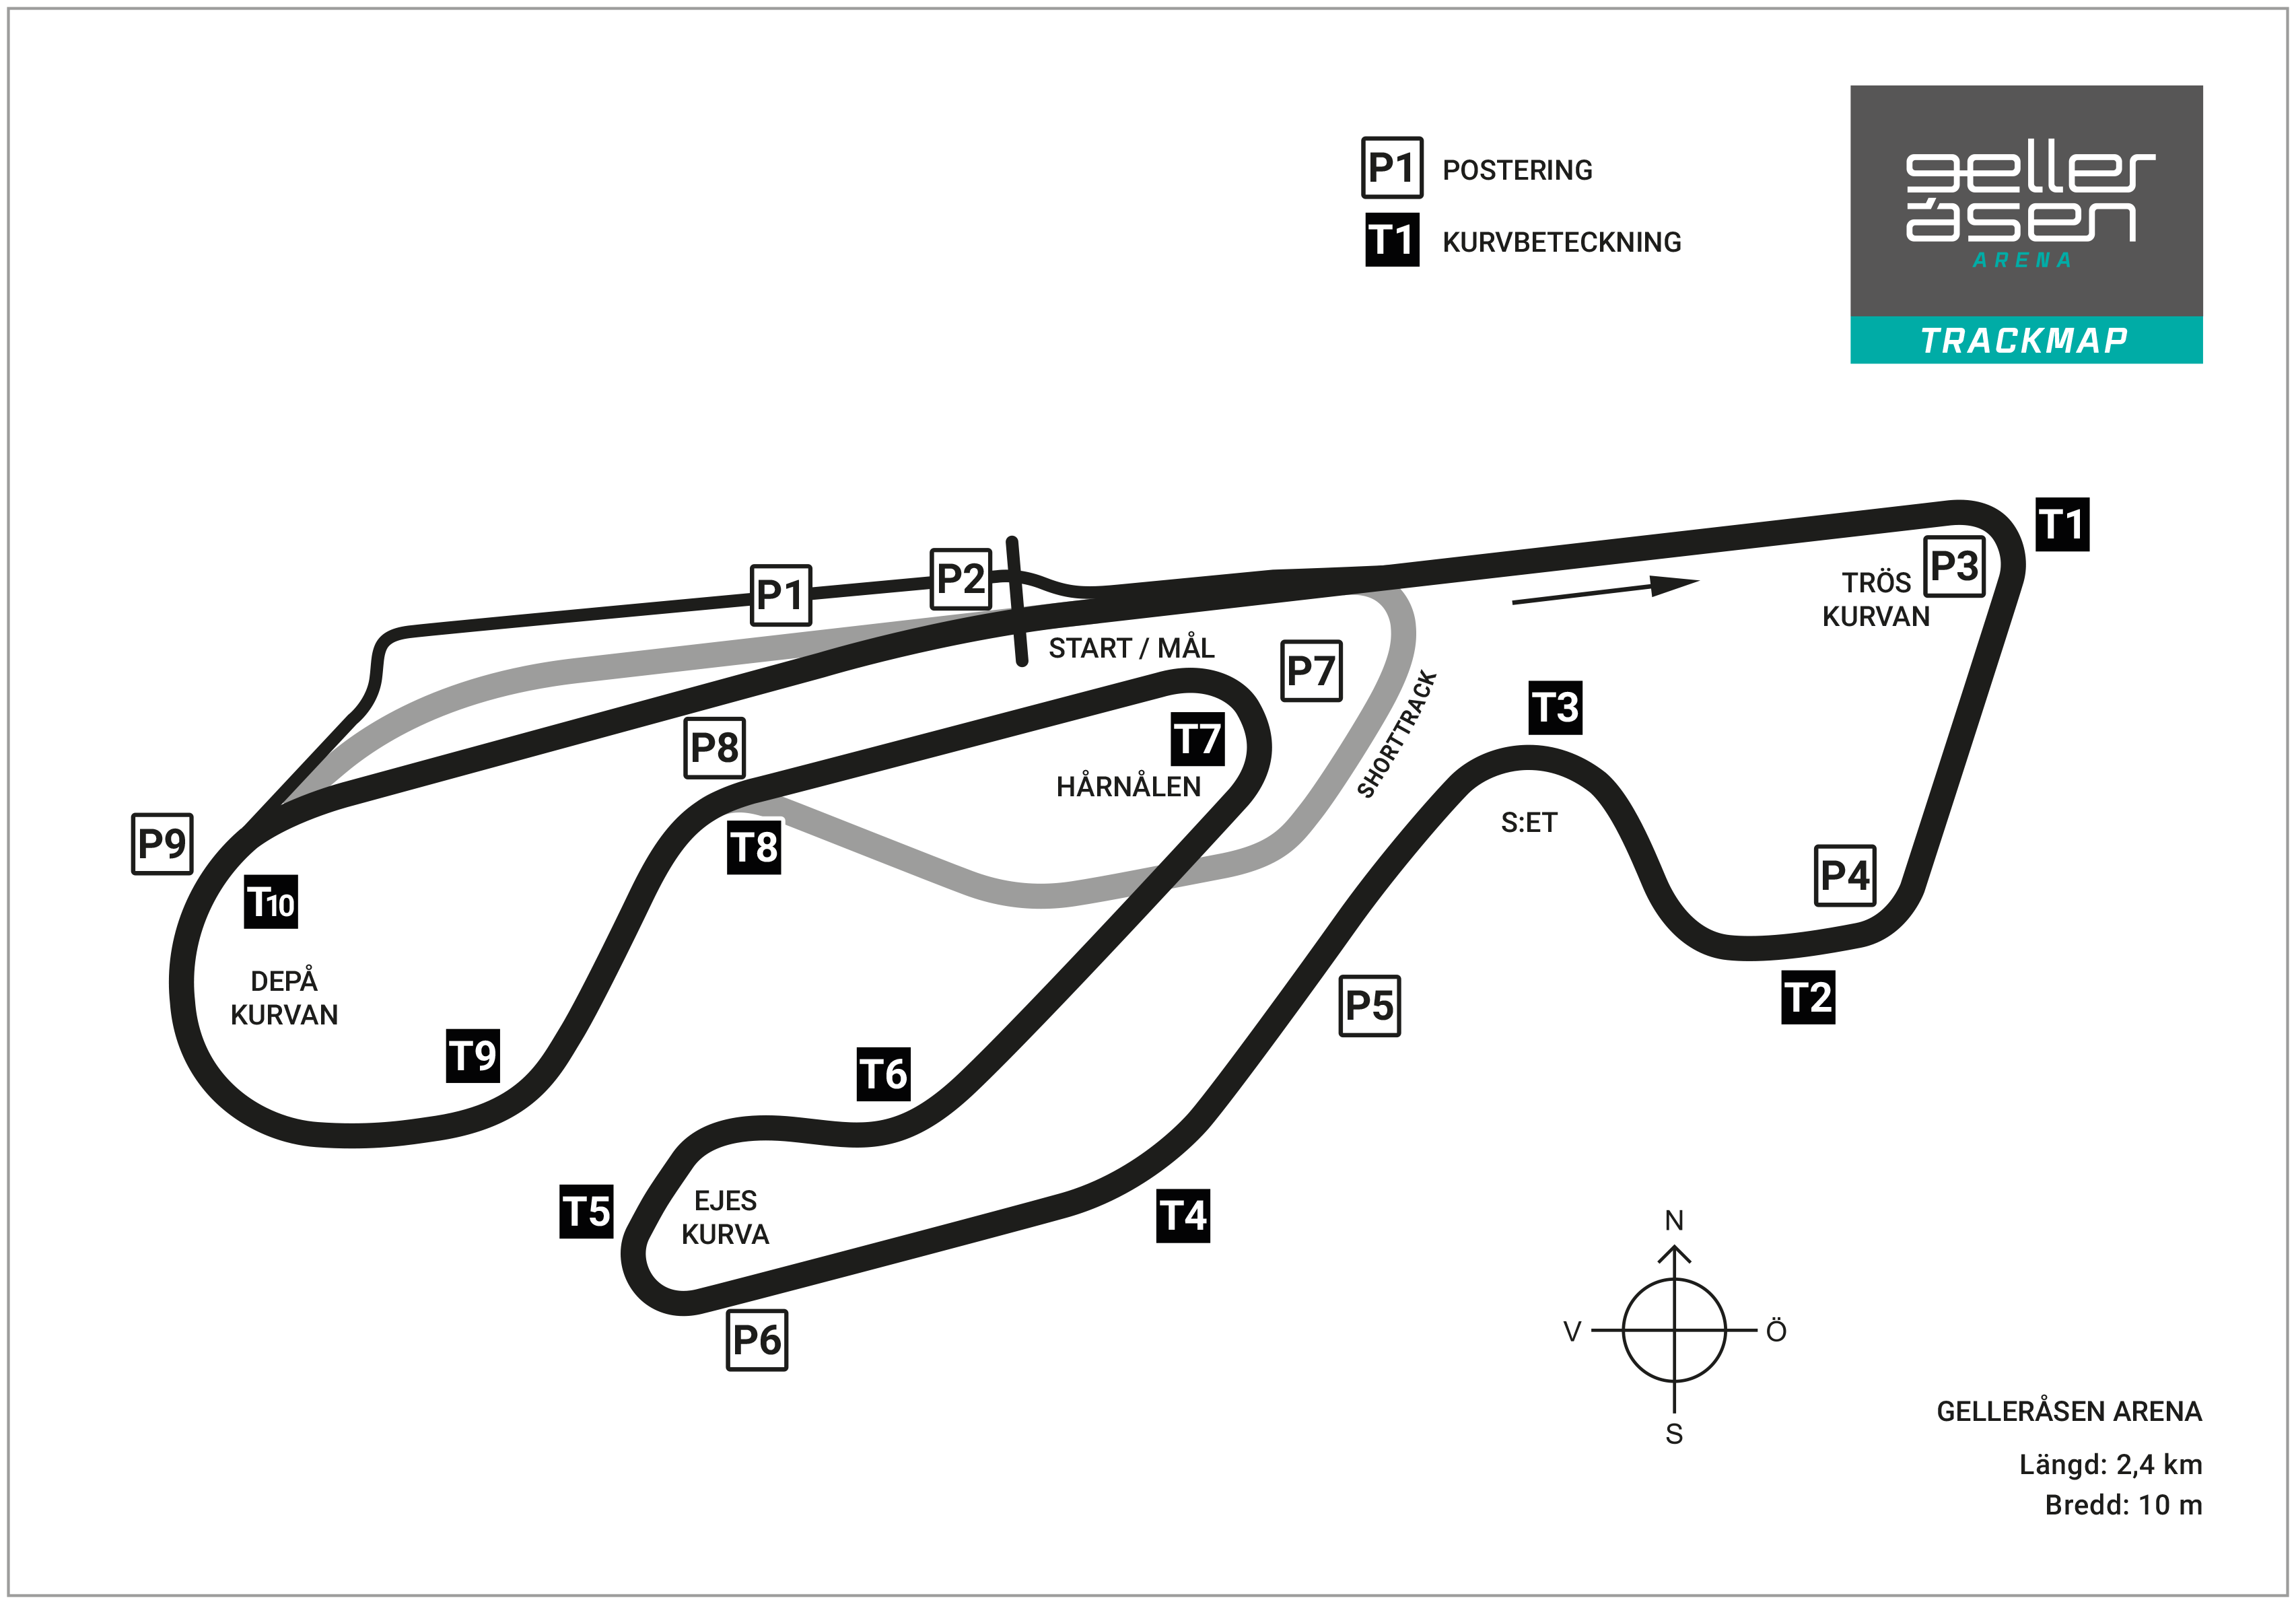 P1 POSTERING
T1 KURVBETECKNING
geller
åsen
ARENA
TRACKMAP
T1
P3
TRÖS
KURVAN
P2
P1
START / MÅL
P7
SHORTTRACK
T3
T7
P8
HÅRNÅLEN
S:ET
T8
P9
P4
T10
DEPÅ
KURVAN
T2
P5
T9
T6
EJES
KURVA
T5
T4
P6
N
V
Ö
S
GELLERÅSEN ARENA
Längd: 2,4 km
Bredd: 10 m